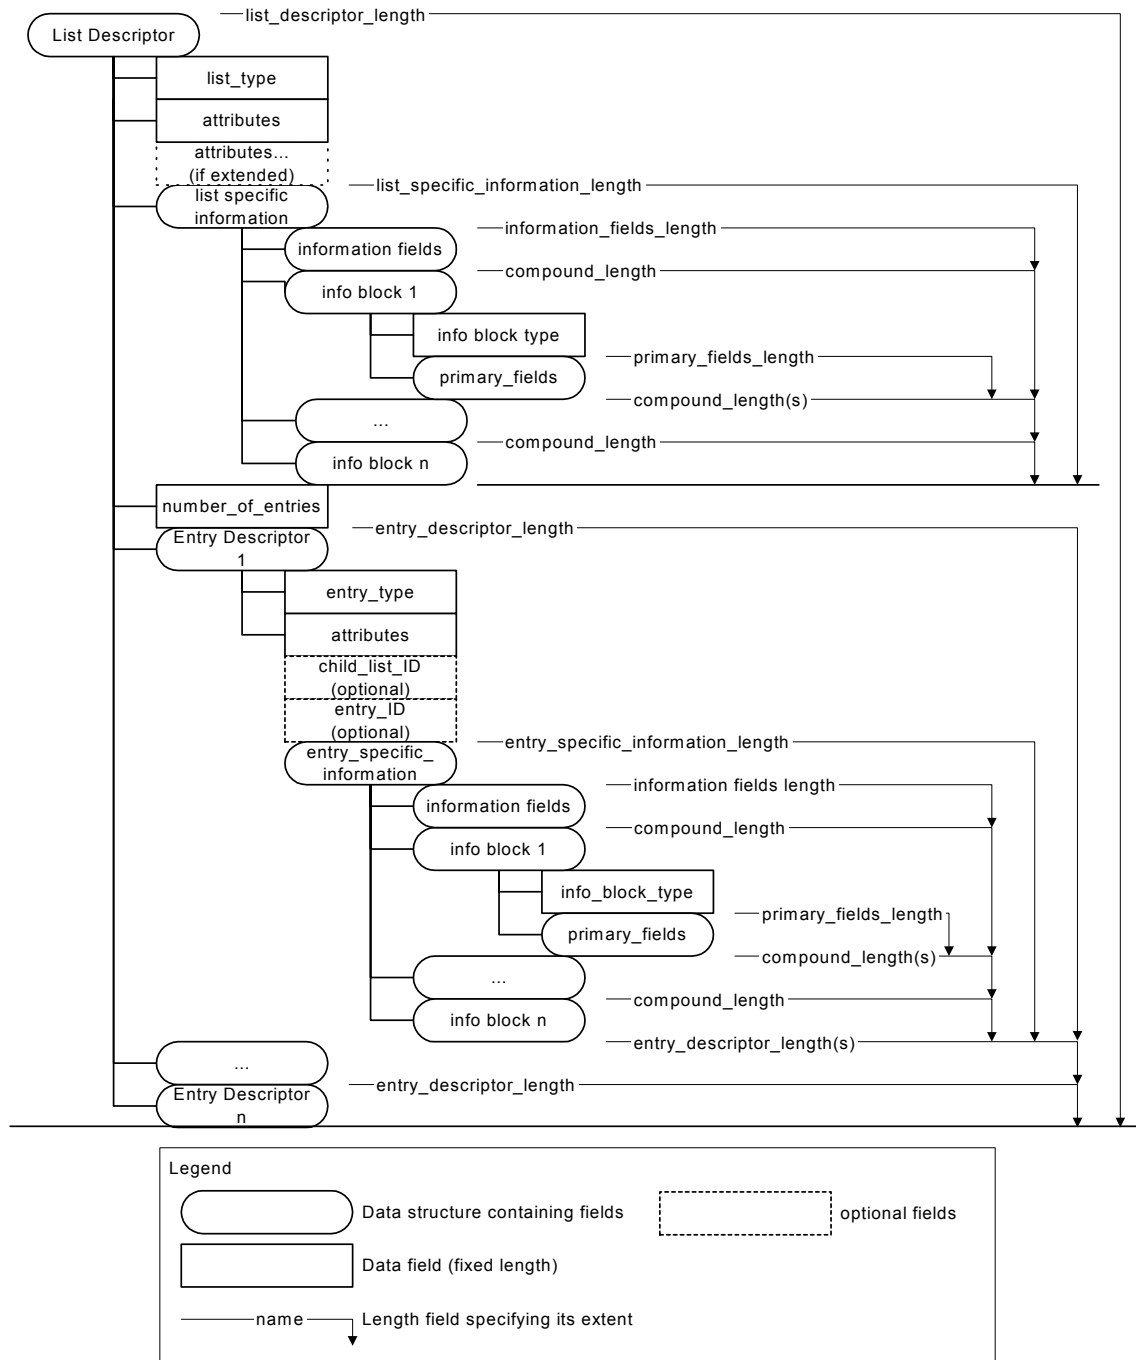 list_descriptor_length
List Descriptor
list_type
attributes
attributes...
(if extended)
list_specific_information_length
list specific
information
information_fields_length
information fields
compound_length
info block 1
info block type
primary_fields_length
primary_fields
compound_length(s)
...
compound_length
info block n
number_of_entries
entry_descriptor_length
Entry Descriptor
1
entry_type
attributes
child_list_ID
(optional)
entry_ID
(optional)
entry_specific_information_length
entry_specific_
information
information fields length
information fields
compound_length
info block 1
info_block_type
primary_fields_length
primary_fields
compound_length(s)
...
compound_length
info block n
entry_descriptor_length(s)
...
entry_descriptor_length
Entry Descriptor
n
Legend
Data structure containing fields
optional fields
Data field (fixed length)
name
Length field specifying its extent